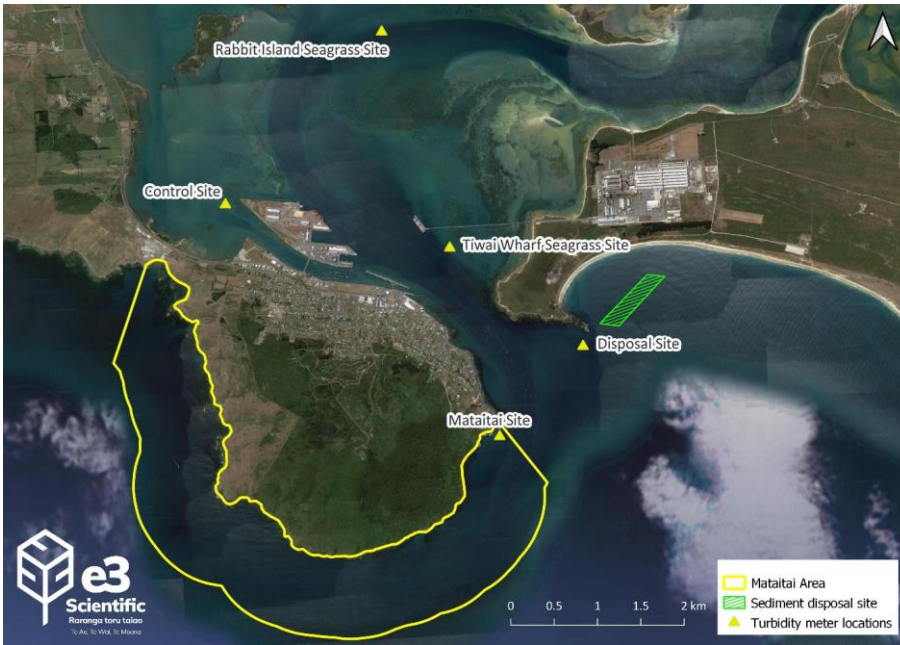 Rabbit Island Seagrass Site
Control Site
Tiwai Wharf Seagrass Site
Disposal Site
Mataitai Site
e3
Scientific
Raranga toru taiao
Te Ao, Te Wai, Te Moana
0 0.5 1 2 km
Mataitai Area
Sediment disposal site
Turbidity meter locations